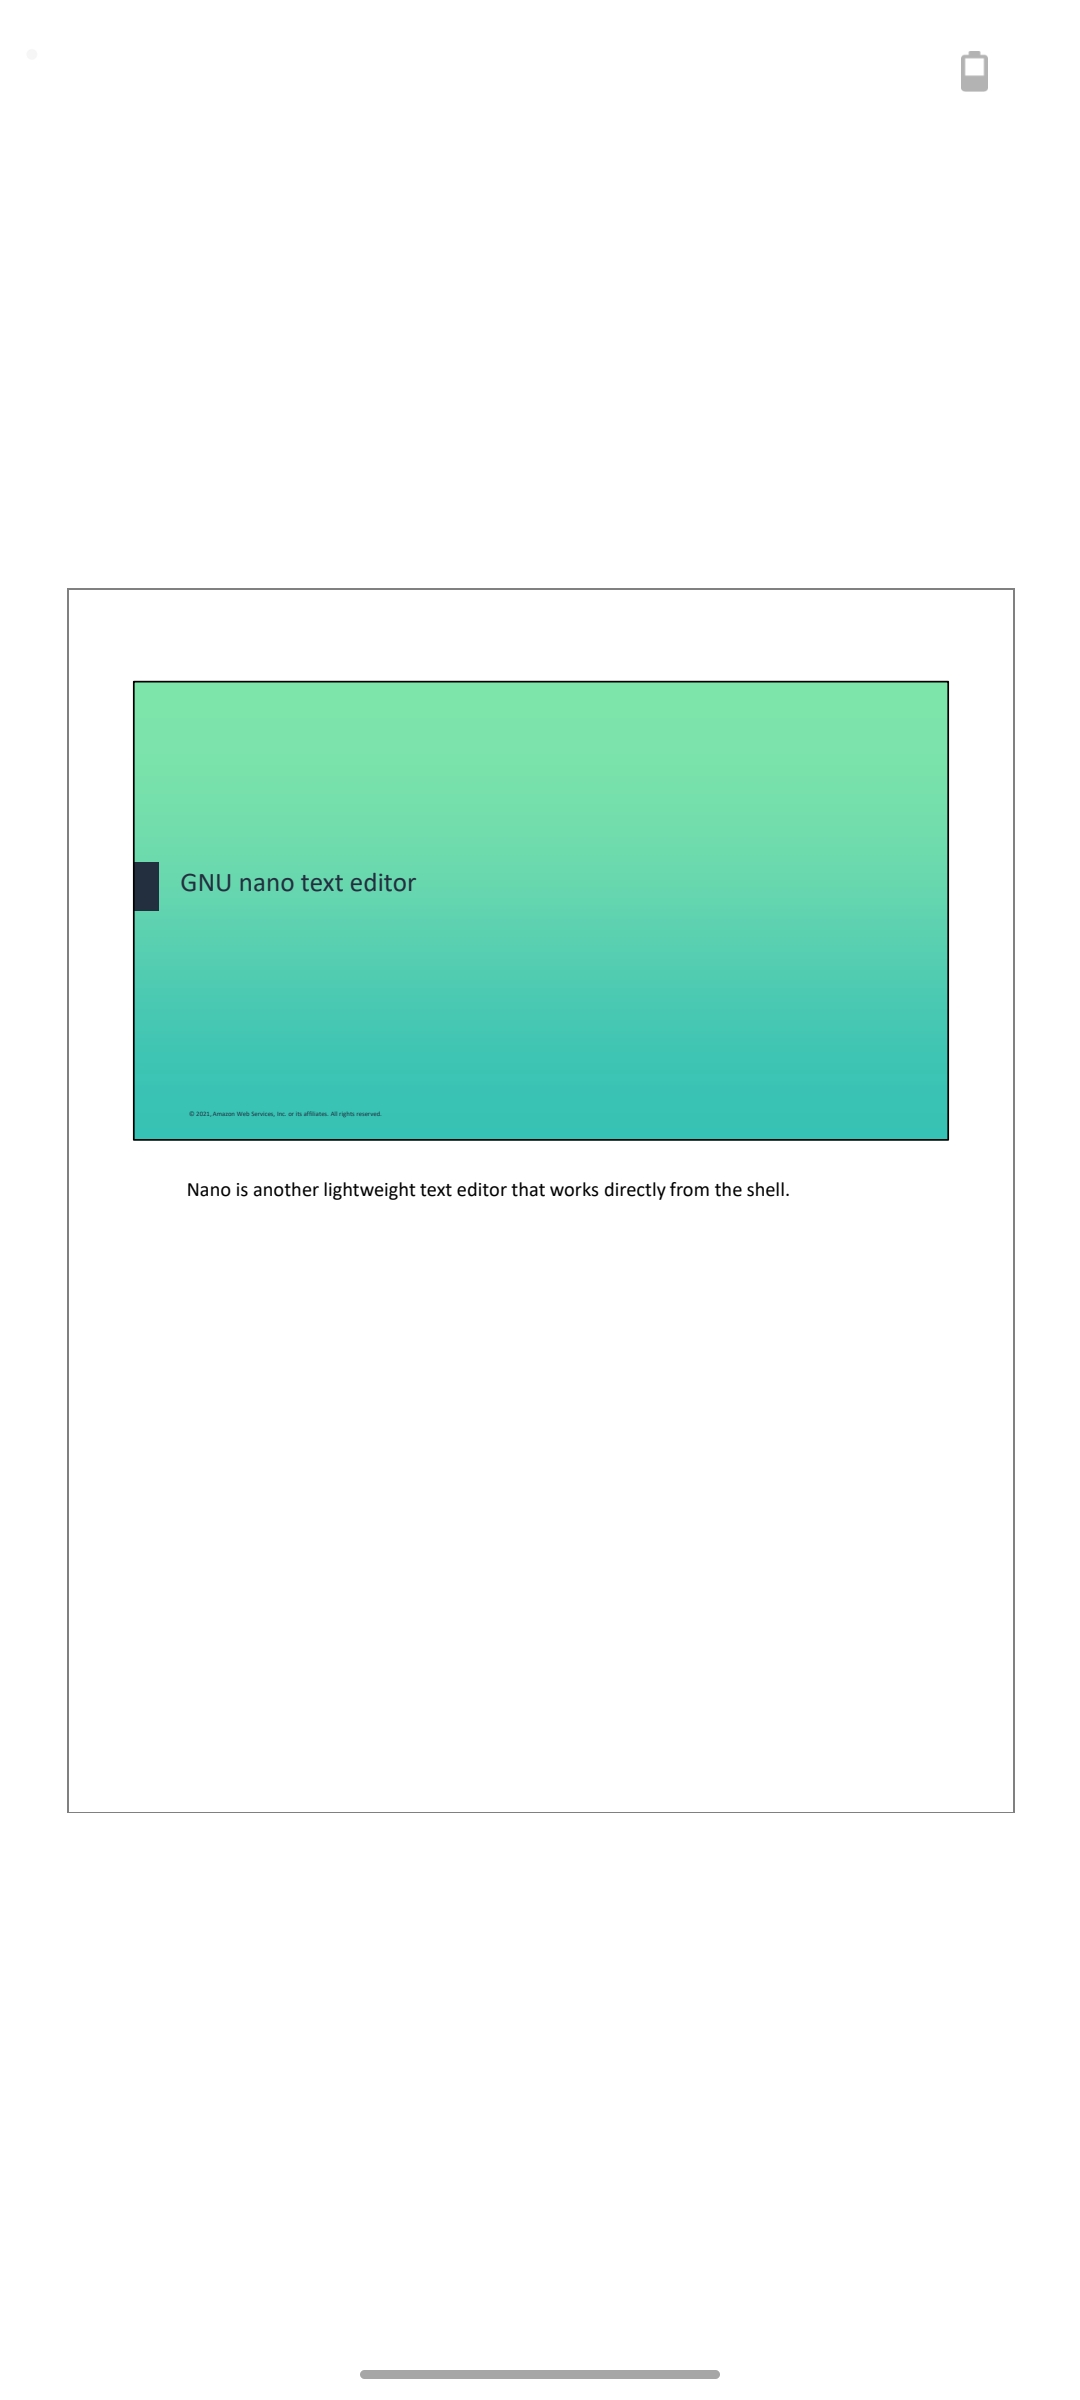 GNU nano text editor
© 2021, Amazon Web Services, Inc. or its affiliates. All rights reserved.
Nano is another lightweight text editor that works directly from the shell.